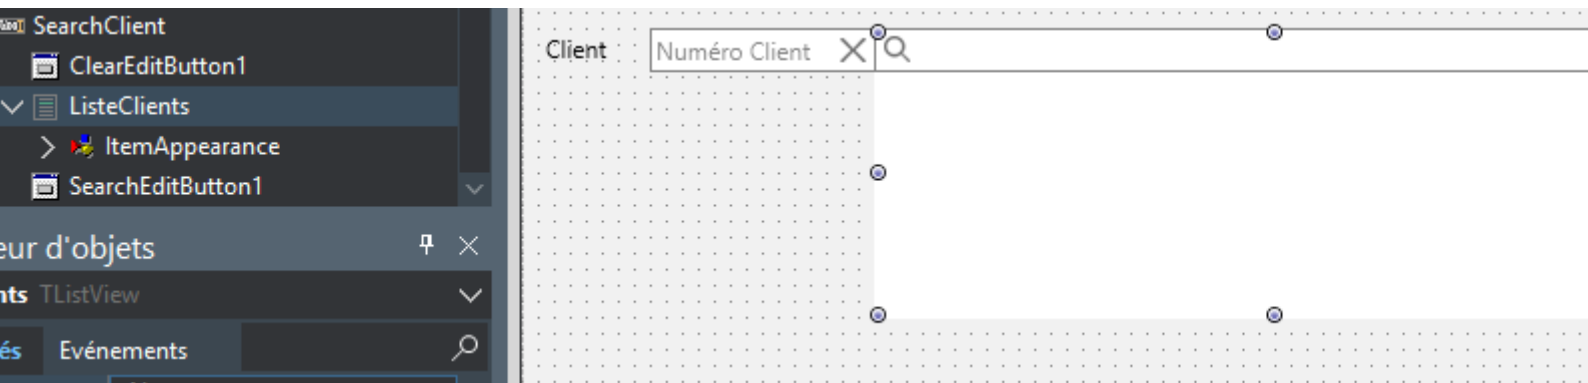 SearchClient
ClearEditButton1
ListeClients
ItemAppearance
SearchEditButton1
eur d'objets
nts TListView
és Evénements
Client Numéro Client